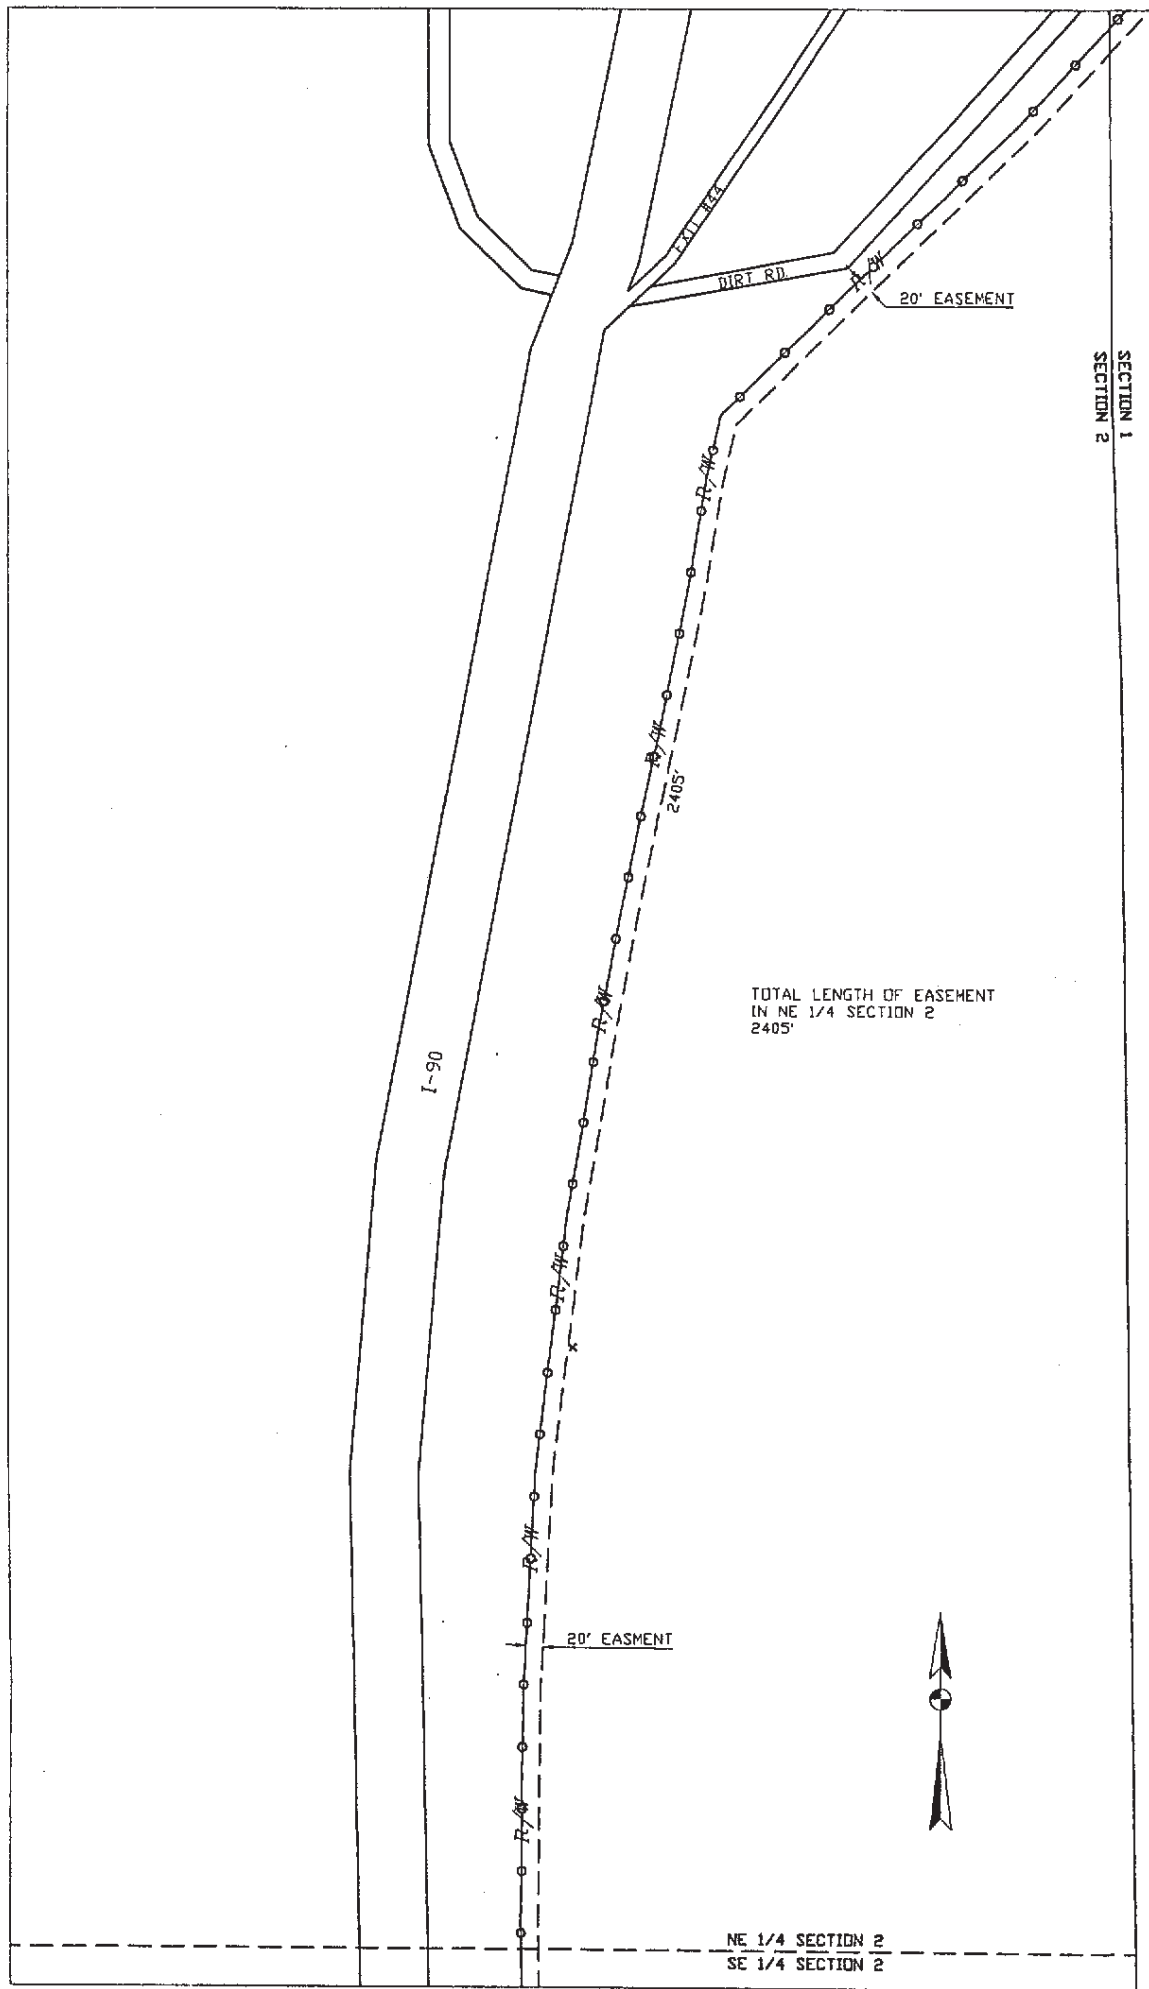 EXIT #44
DIRT RD.
R/W
20' EASEMENT
SECTION 1
SECTION 2
R/W
R/W
2405'
TOTAL LENGTH OF EASEMENT
IN NE 1/4 SECTION 2
2405'
R/W
I-90
R/W
R/W
20' EASMENT
R/W
NE 1/4 SECTION 2
SE 1/4 SECTION 2